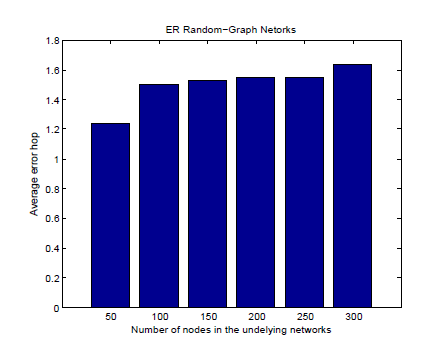 ER Random−Graph Netorks
1.8
1.6
1.4
1.2
1
0.8
0.6
0.4
0.2
0
Average error hop
50 100 150 200 250 300
Number of nodes in the undelying networks